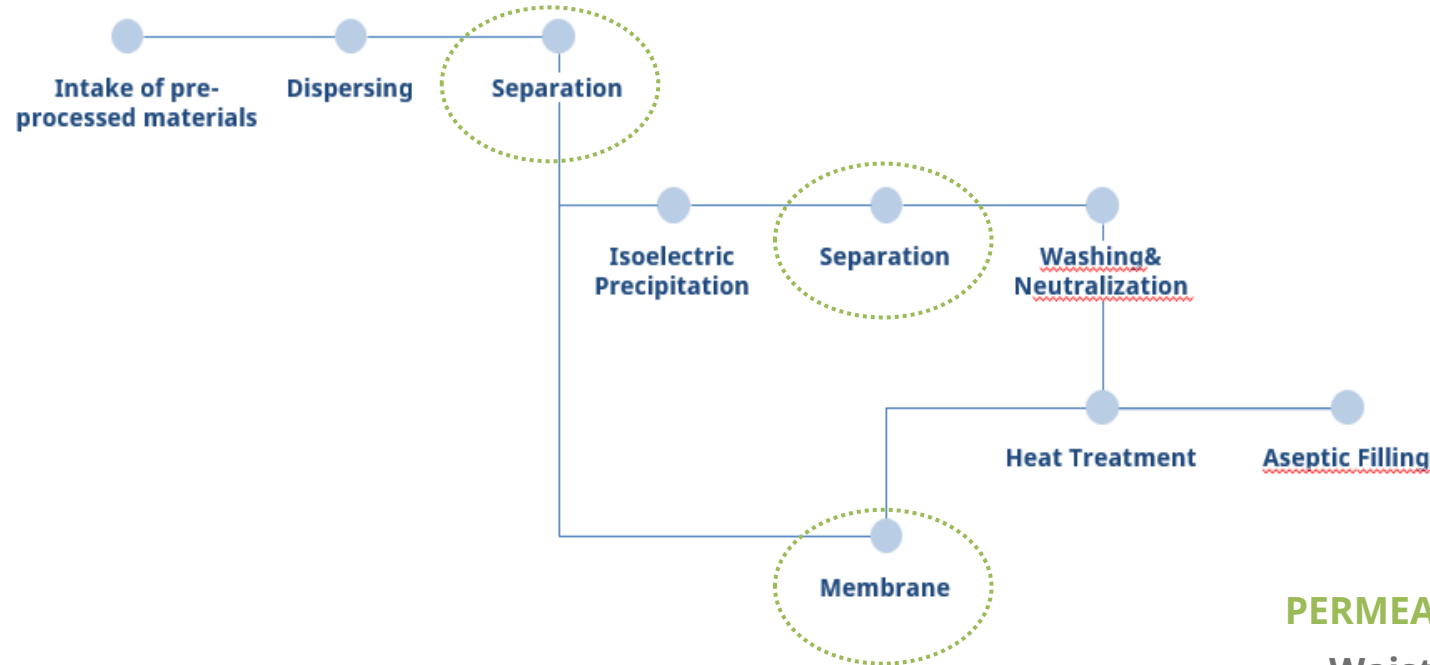 Intake of pre-
processed materials
Dispersing
Separation
Isoelectric
Precipitation
Separation
Washing&
Neutralization
Heat Treatment
Aseptic Filling
Membrane
PERMEA